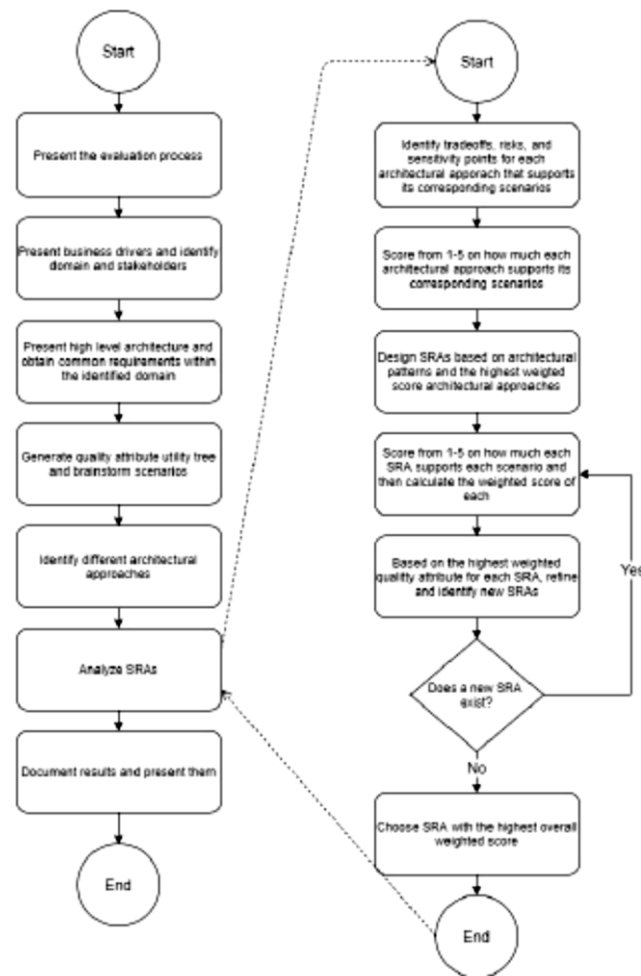 Start
Present the evaluation process
Present business drivers and identify
domain and stakeholders
Present high level architecture and
obtain common requirements within
the identified domain
Generate quality attribute utility tree
and brainstorm scenarios
Identify different architectural
approaches
Analyze SRAs
Document results and present them
End
Start
Identify tradeoffs, risks, and
sensitivity points for each
architectural apporach that supports
its corresponding scenarios
Score from 1-5 on how much each
architectural approach supports its
corresponding scenarios
Design SRAs based on architectural
patterns and the highest weigted
score architectural approaches
Score from 1-5 on how much each
SRA supports each scenario and
then calculate the weighted score of
each
Based on the highest weighted
qualitty attribute for each SRA, refine
and identify new SRAs
Does a new SRA
exist?
Yes
No
Choose SRA with the highest overall
weighted score
End